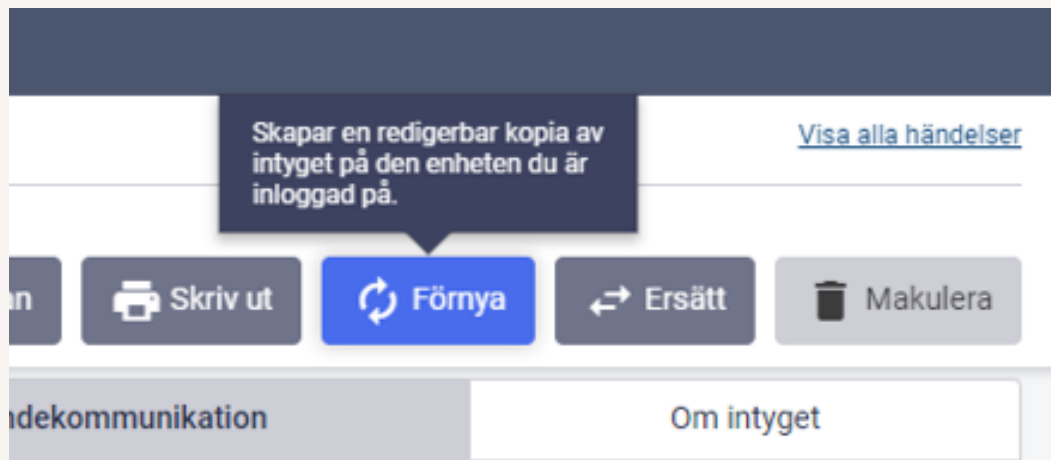 Skapar en redigerbar kopia av
intyget på den enheten du är
inloggad på.
Visa alla händelser
Skriv ut
Förnya
Ersätt
Makulera
Om intyget